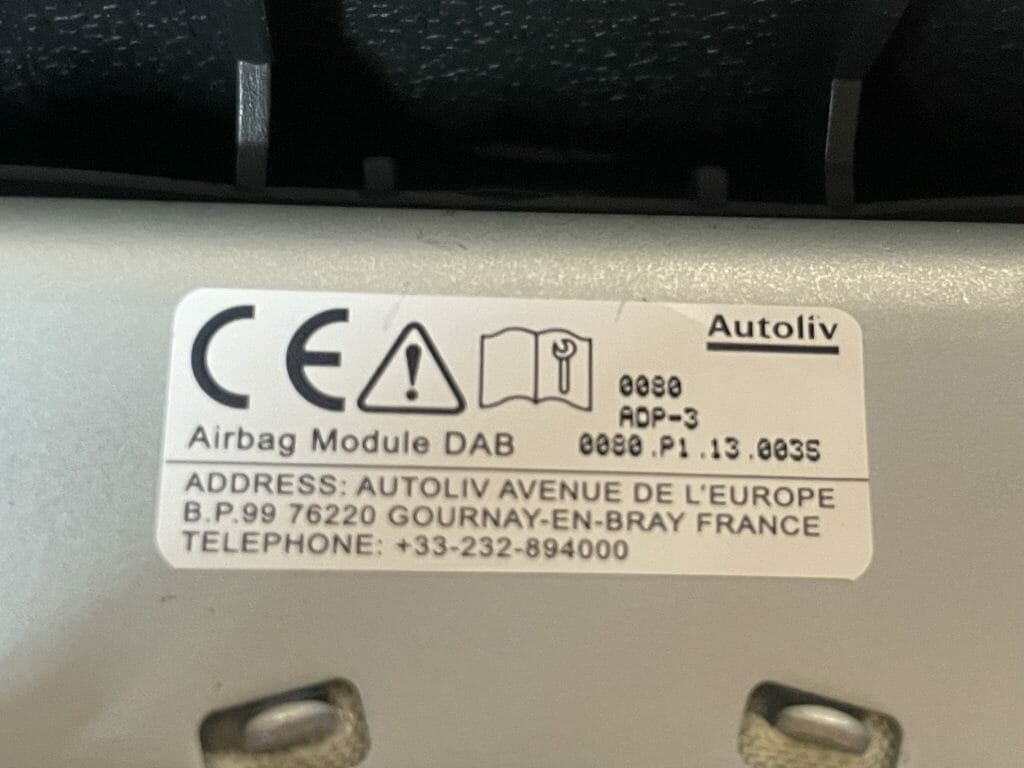 CE
Autoliv
0080
ADP-3
Airbag Module DAB 0080.P1.13.0035
ADDRESS: AUTOLIV AVENUE DE L'EUROPE
B.P.99 76220 GOURNAY-EN-BRAY FRANCE
TELEPHONE: +33-232-894000